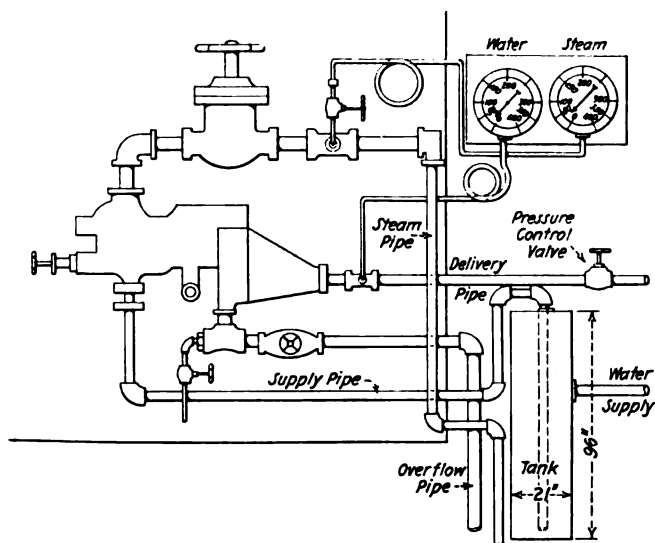 Water Steam
Pressure
Control
Valve
Steam
Pipe
Delivery
Pipe
Supply Pipe
Water
Supply
96"
Tank
21"
Overflow
Pipe